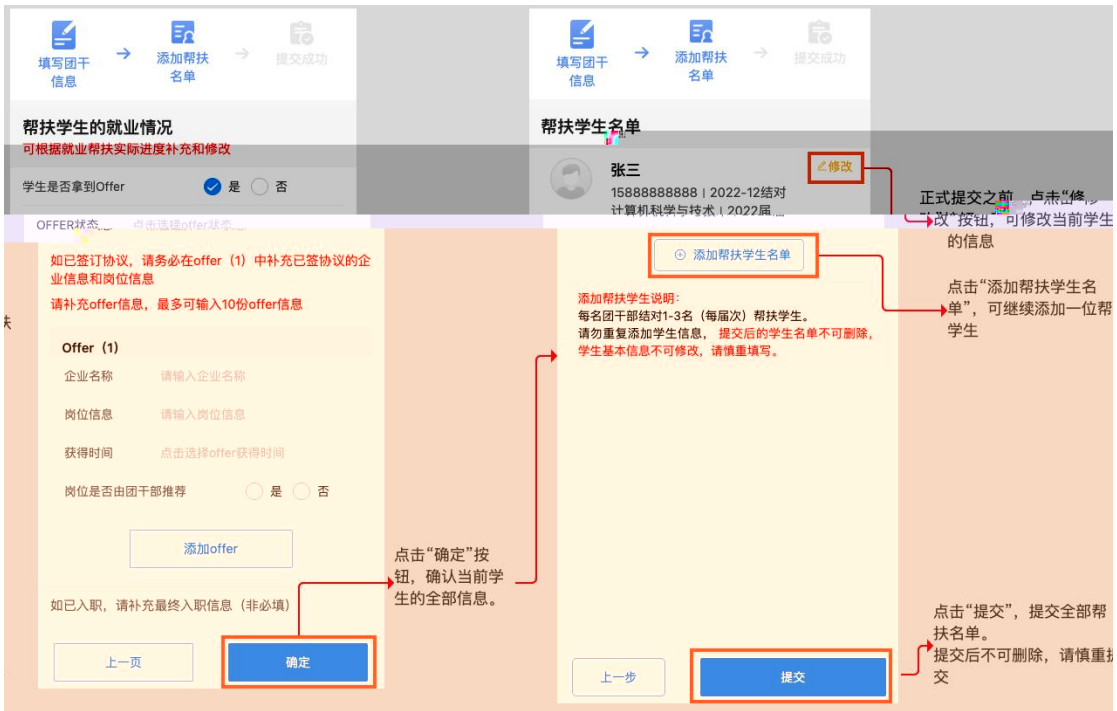 填写团干
信息
添加帮扶
名单
提交成功
帮扶学生的就业情况
可根据就业帮扶实际进度补充和修改
学生是否拿到Offer
是
否
OFFER状态
点击选择offer状态
如已签订协议，请务必在offer（1）中补充已签协议的企
业信息和岗位信息
请补充offer信息，最多可输入10份offer信息
Offer（1）
企业名称
请输入企业名称
岗位信息
请输入岗位信息
获得时间
点击选择offer获得时间
岗位是否由团干部推荐
是
否
添加offer
如已入职，请补充最终入职信息（非必填）
上一页
确定
扶
点击“确定”按
钮，确认当前学
生的全部信息。
填写团干
信息
添加帮扶
名单
提交成功
帮扶学生名单
张三
修改
15888888888 | 2022-12结对
计算机科学与技术 | 2022届
添加帮扶学生名单
添加帮扶学生说明：
每名团干部结对1-3名（每届次）帮扶学生。
请勿重复添加学生信息，提交后的学生名单不可删除，
学生基本信息不可修改，请慎重填写。
上一步
提交
正式提交之前，点击“修
改”按钮，可修改当前学生
的信息
点击“添加帮扶学生名
单”，可继续添加一位帮
学生
点击“提交”，提交全部帮
扶名单。
提交后不可删除，请慎重提
交